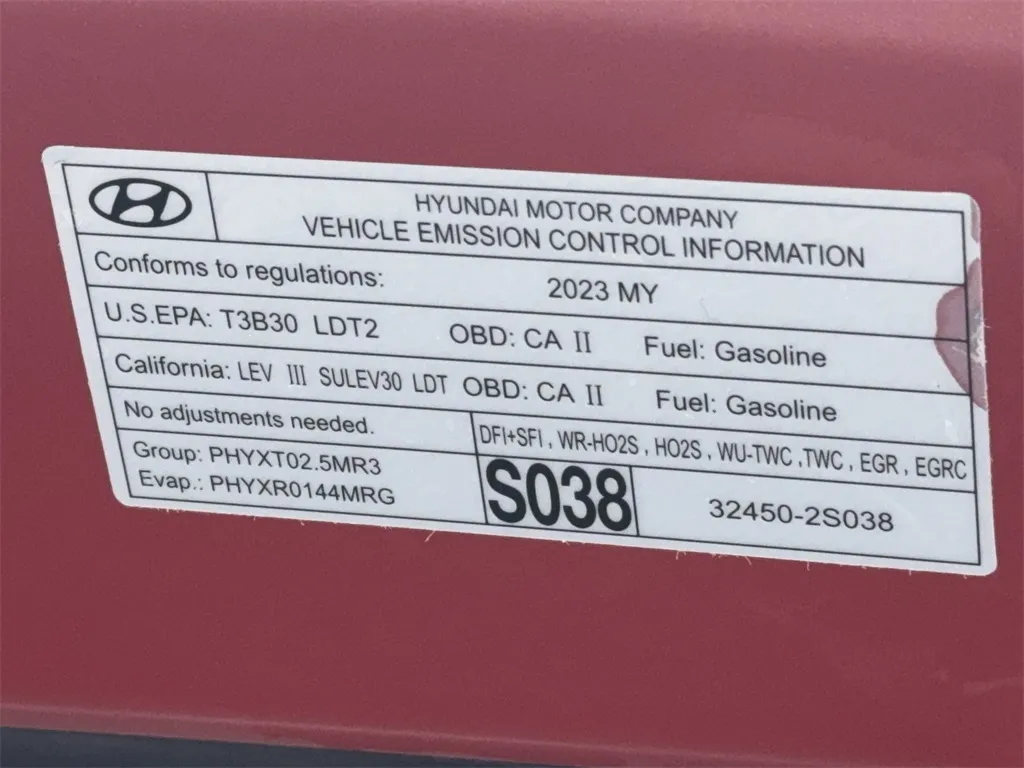 HYUNDAI MOTOR COMPANY
VEHICLE EMISSION CONTROL INFORMATION
Conforms to regulations: 2023 MY
U.S.EPA: T3B30 LDT2 OBD: CA II Fuel: Gasoline
California: LEV III SULEV30 LDT OBD: CA II Fuel: Gasoline
No adjustments needed.
DFI+SFI , WR-HO2S , HO2S , WU-TWC ,TWC , EGR , EGRC
Group: PHYXT02.5MR3
Evap.: PHYXR0144MRG
S038
32450-2S038